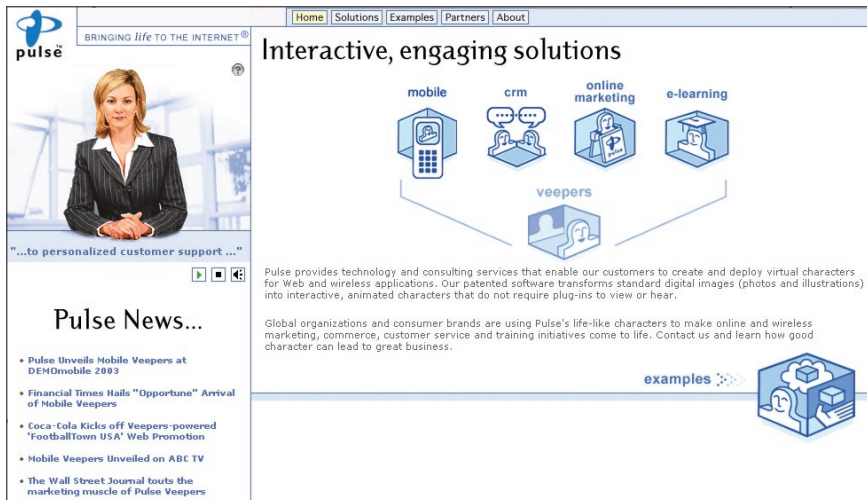 pulse™
BRINGING life TO THE INTERNET®
Home Solutions Examples Partners About
Interactive, engaging solutions
mobile
crm
online
marketing
e-learning
pulse
veepers
"...to personalized customer support ..."
Pulse provides technology and consulting services that enable our customers to create and deploy virtual characters
for Web and wireless applications. Our patented software transforms standard digital images (photos and illustrations)
into interactive, animated characters that do not require plug-ins to view or hear.
Global organizations and consumer brands are using Pulse's life-like characters to make online and wireless
marketing, commerce, customer service and training initiatives come to life. Contact us and learn how good
character can lead to great business.
examples
Pulse News...
• Pulse Unveils Mobile Veepers at
DEMOmobile 2003
• Financial Times Hails "Opportune" Arrival
of Mobile Veepers
• Coca-Cola Kicks off Veepers-powered
'FootballTown USA' Web Promotion
• Mobile Veepers Unveiled on ABC TV
• The Wall Street Journal touts the
marketing muscle of Pulse Veepers